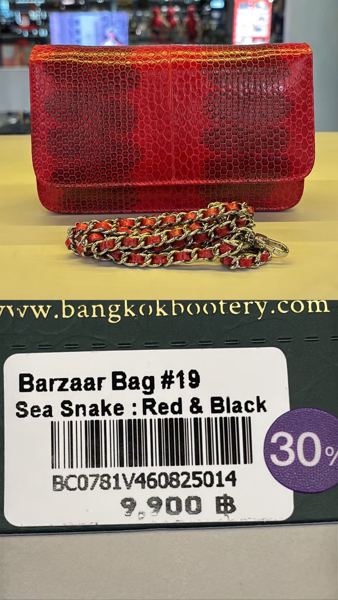 www.bangkokbootery.com
Barzaar Bag #19
Sea Snake : Red & Black
30%
BC0781V460825014
9,900 ฿